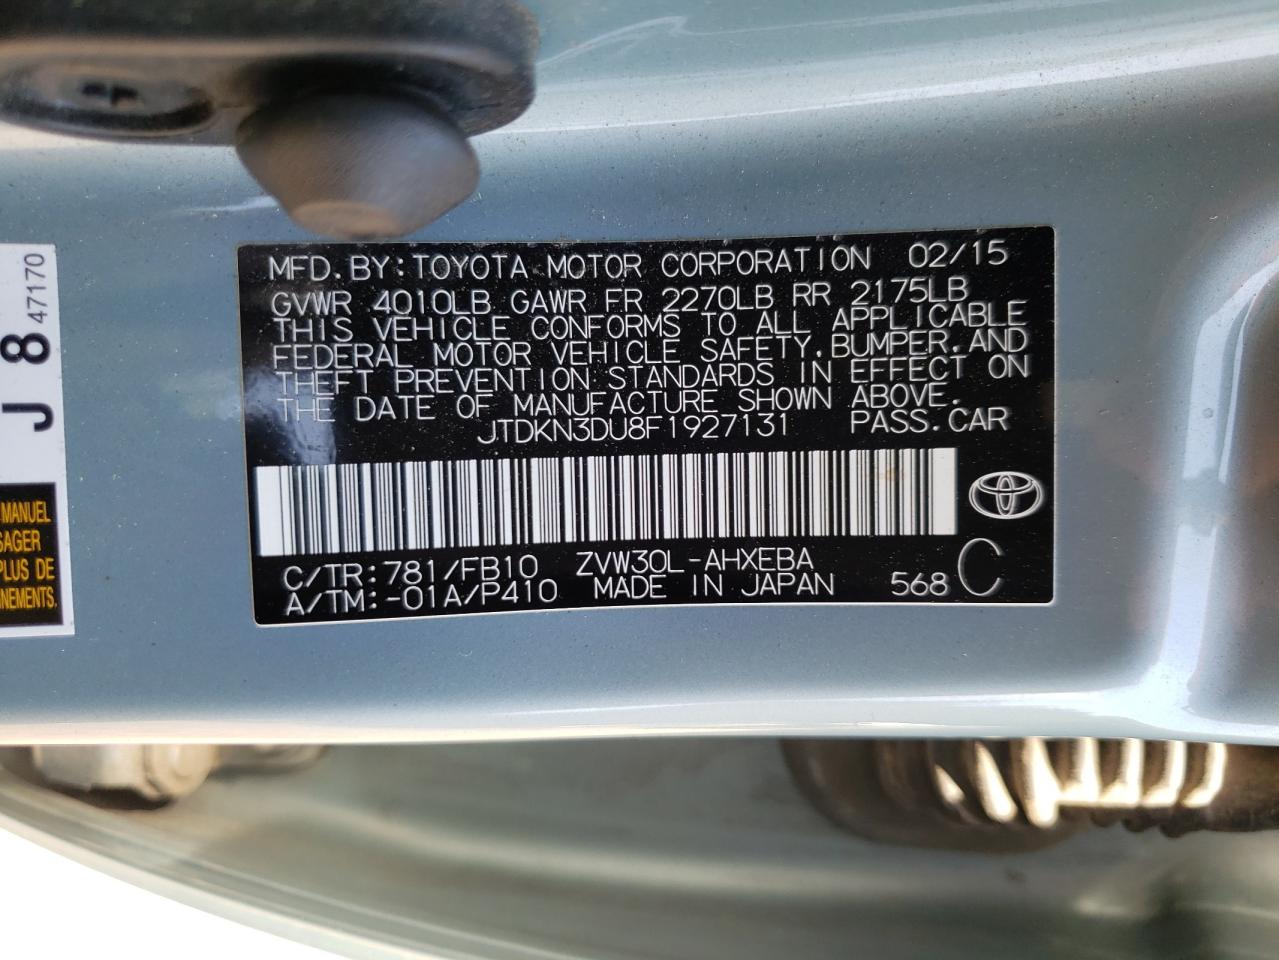 MFD.BY:TOYOTA MOTOR CORPORATION 02/15
GVWR 4010LB GAWR FR 2270LB RR 2175LB
THIS VEHICLE CONFORMS TO ALL APPLICABLE
FEDERAL MOTOR VEHICLE SAFETY,BUMPER,AND
THEFT PREVENTION STANDARDS IN EFFECT ON
THE DATE OF MANUFACTURE SHOWN ABOVE.
JTDKN3DU8F1927131 PASS.CAR
C/TR:781/FB10 ZVW30L-AHXEBA
A/TM:-01A/P410 MADE IN JAPAN 568 C
J 8
47170
MANUEL
PLUS DE